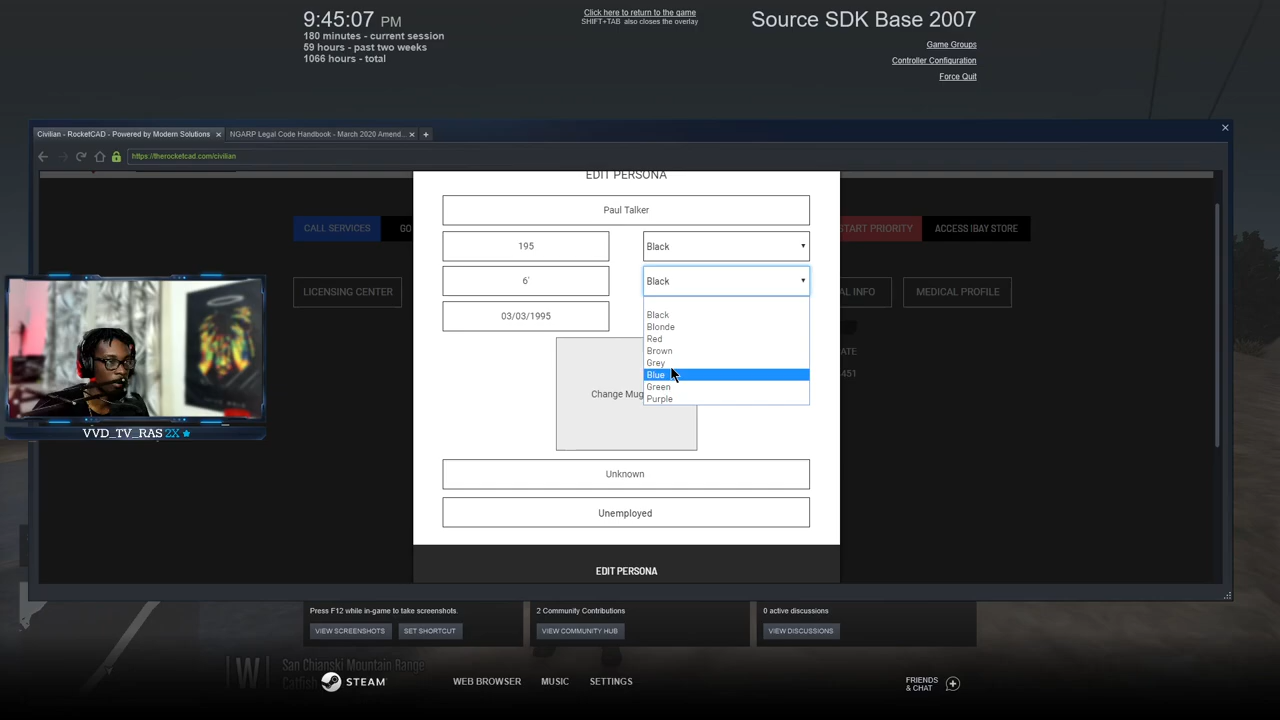 9:45:07 PM
180 minutes - current session
59 hours - past two weeks
1066 hours - total
Click here to return to the game
SHIFT+TAB also closes the overlay
Source SDK Base 2007
Game Groups
Controller Configuration
Force Quit
Civilian - RocketCAD - Powered by Modern Solutions
NGARP Legal Code Handbook - March 2020 Amend...
https://therocketcad.com/civilian
EDIT PERSONA
Paul Talker
CALL SERVICES
GO
START PRIORITY
ACCESS IBAY STORE
195
Black
LICENSING CENTER
6'
Black
AL INFO
MEDICAL PROFILE
03/03/1995
Black
Blonde
Red
Brown
Grey
Blue
Green
Purple
ATE
451
Change Mug
VVD_TV_RAS 2X
Unknown
Unemployed
EDIT PERSONA
Press F12 while in-game to take screenshots.
VIEW SCREENSHOTS
SET SHORTCUT
2 Community Contributions
VIEW COMMUNITY HUB
0 active discussions
VIEW DISCUSSIONS
W
San Chianski Mountain Range
Catfish
STEAM
WEB BROWSER
MUSIC
SETTINGS
FRIENDS
& CHAT